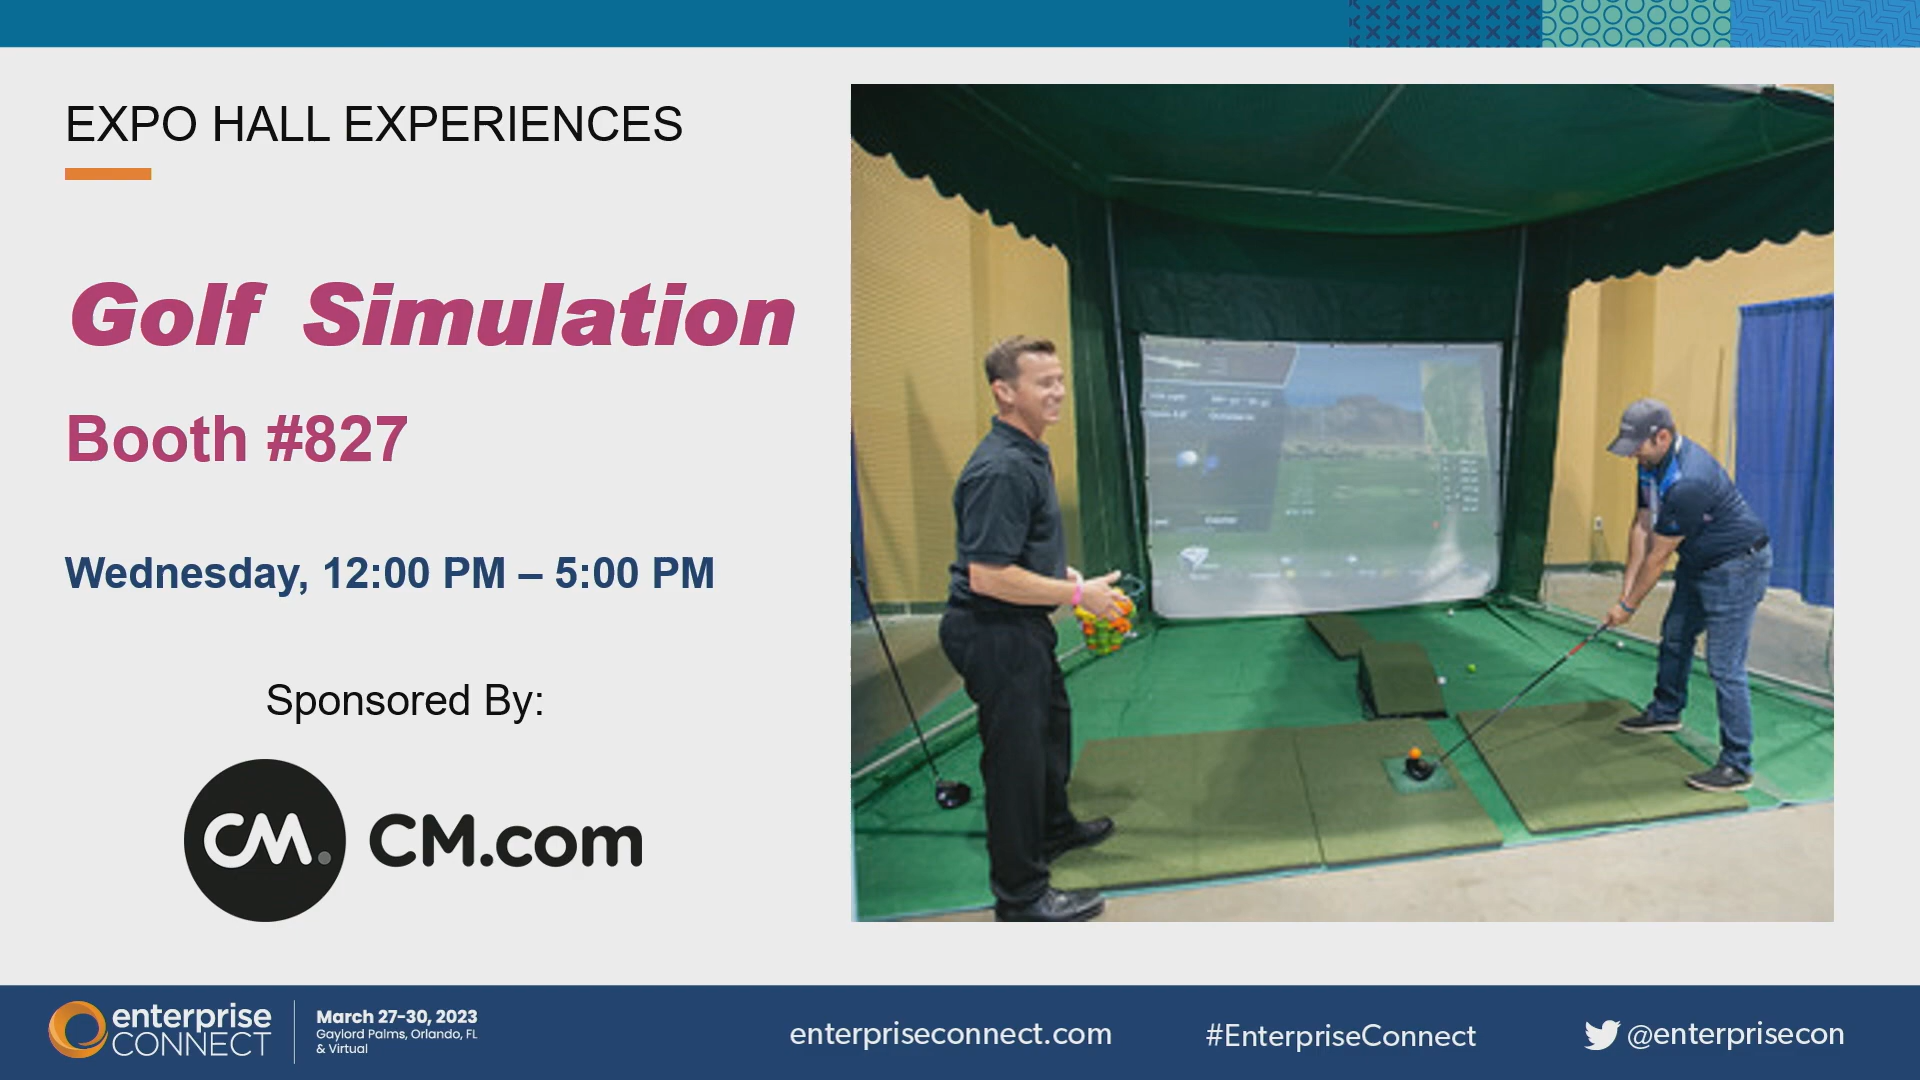 EXPO HALL EXPERIENCES
Golf Simulation
Booth #827
Wednesday, 12:00 PM – 5:00 PM
Sponsored By:
CM.
CM.com
enterprise
CONNECT
March 27-30, 2023
Gaylord Palms, Orlando, FL
& Virtual
enterpriseconnect.com
#EnterpriseConnect
@enterprisecon